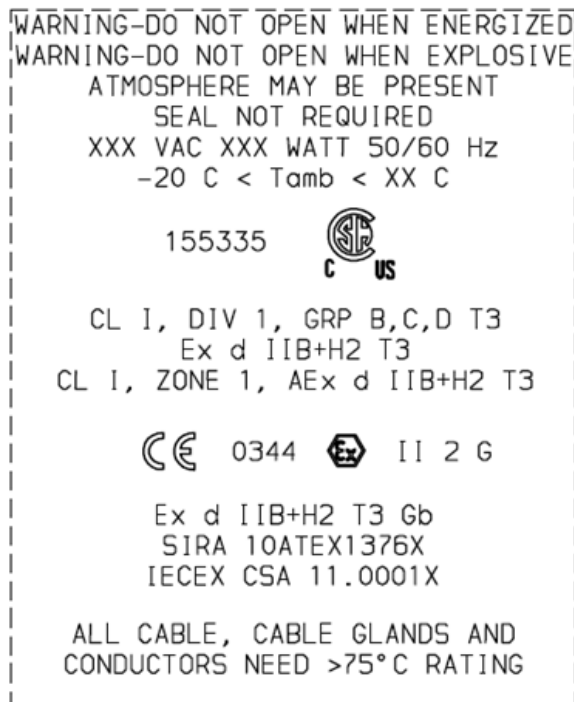 WARNING-DO NOT OPEN WHEN ENERGIZED
WARNING-DO NOT OPEN WHEN EXPLOSIVE
ATMOSPHERE MAY BE PRESENT
SEAL NOT REQUIRED
XXX VAC XXX WATT 50/60 Hz
-20 C < Tamb < XX C
155335 CSA
C US
CL I, DIV 1, GRP B,C,D T3
Ex d IIB+H2 T3
CL I, ZONE 1, AEx d IIB+H2 T3
CE 0344 Ex II 2 G
Ex d IIB+H2 T3 Gb
SIRA 10ATEX1376X
IECEX CSA 11.0001X
ALL CABLE, CABLE GLANDS AND
CONDUCTORS NEED >75°C RATING